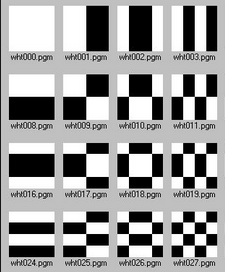 wht000.pgm wht001.pgm wht002.pgm wht003.pgm
wht008.pgm wht009.pgm wht010.pgm wht011.pgm
wht016.pgm wht017.pgm wht018.pgm wht019.pgm
wht024.pgm wht025.pgm wht026.pgm wht027.pgm